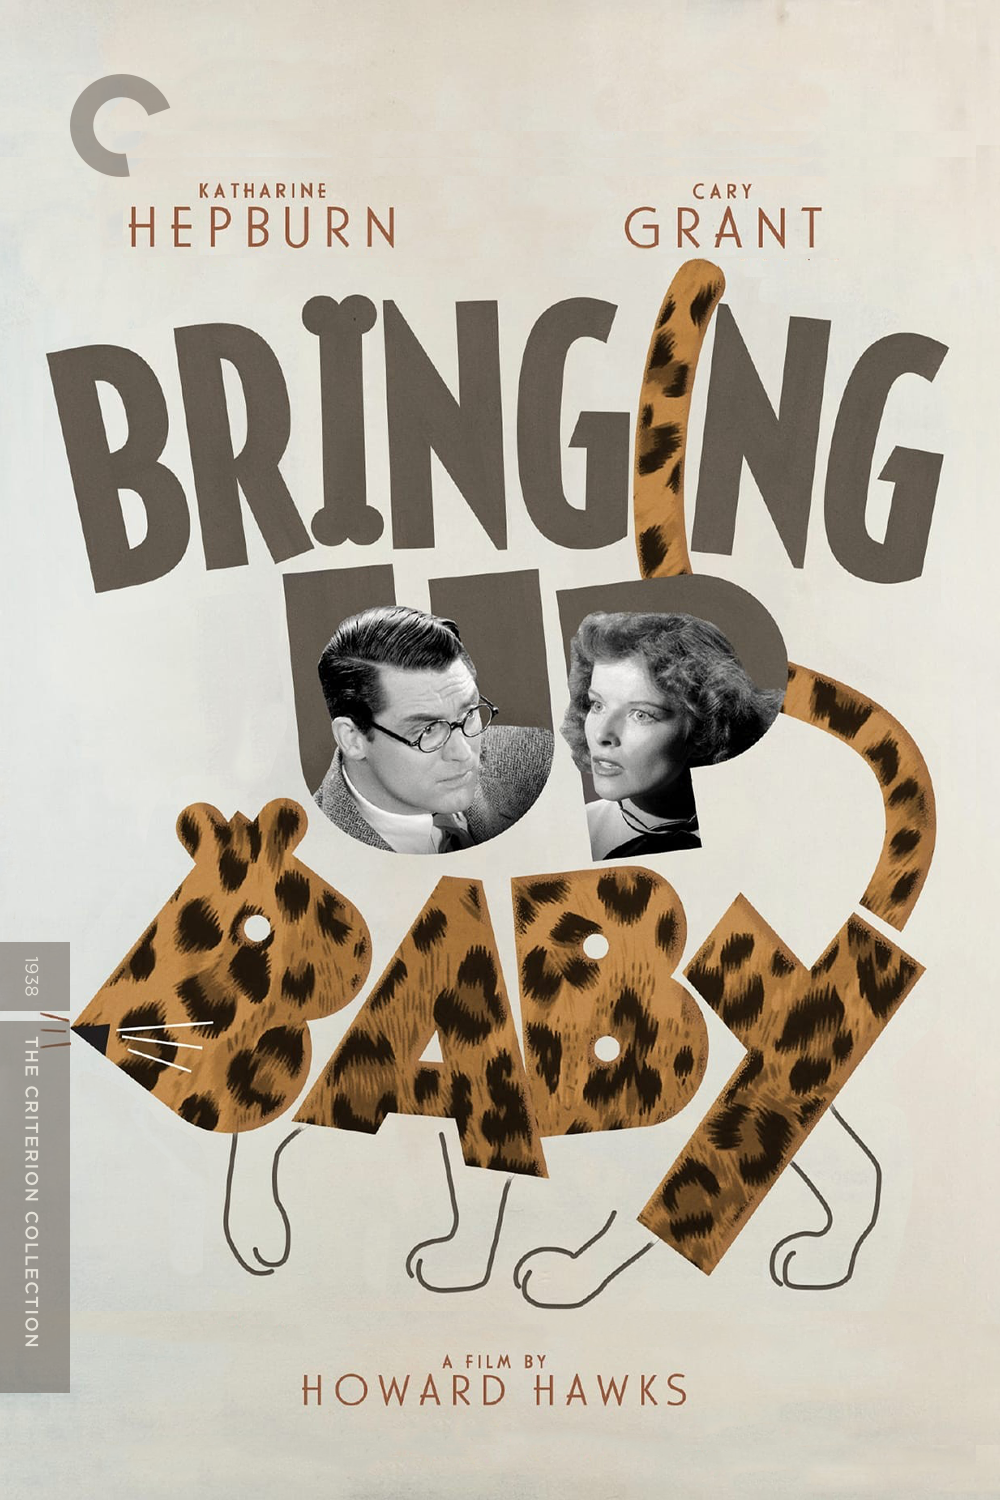 KATHARINE
HEPBURN
CARY
GRANT
BRINGING
UP
BABY
1938
THE CRITERION COLLECTION
A FILM BY
HOWARD HAWKS